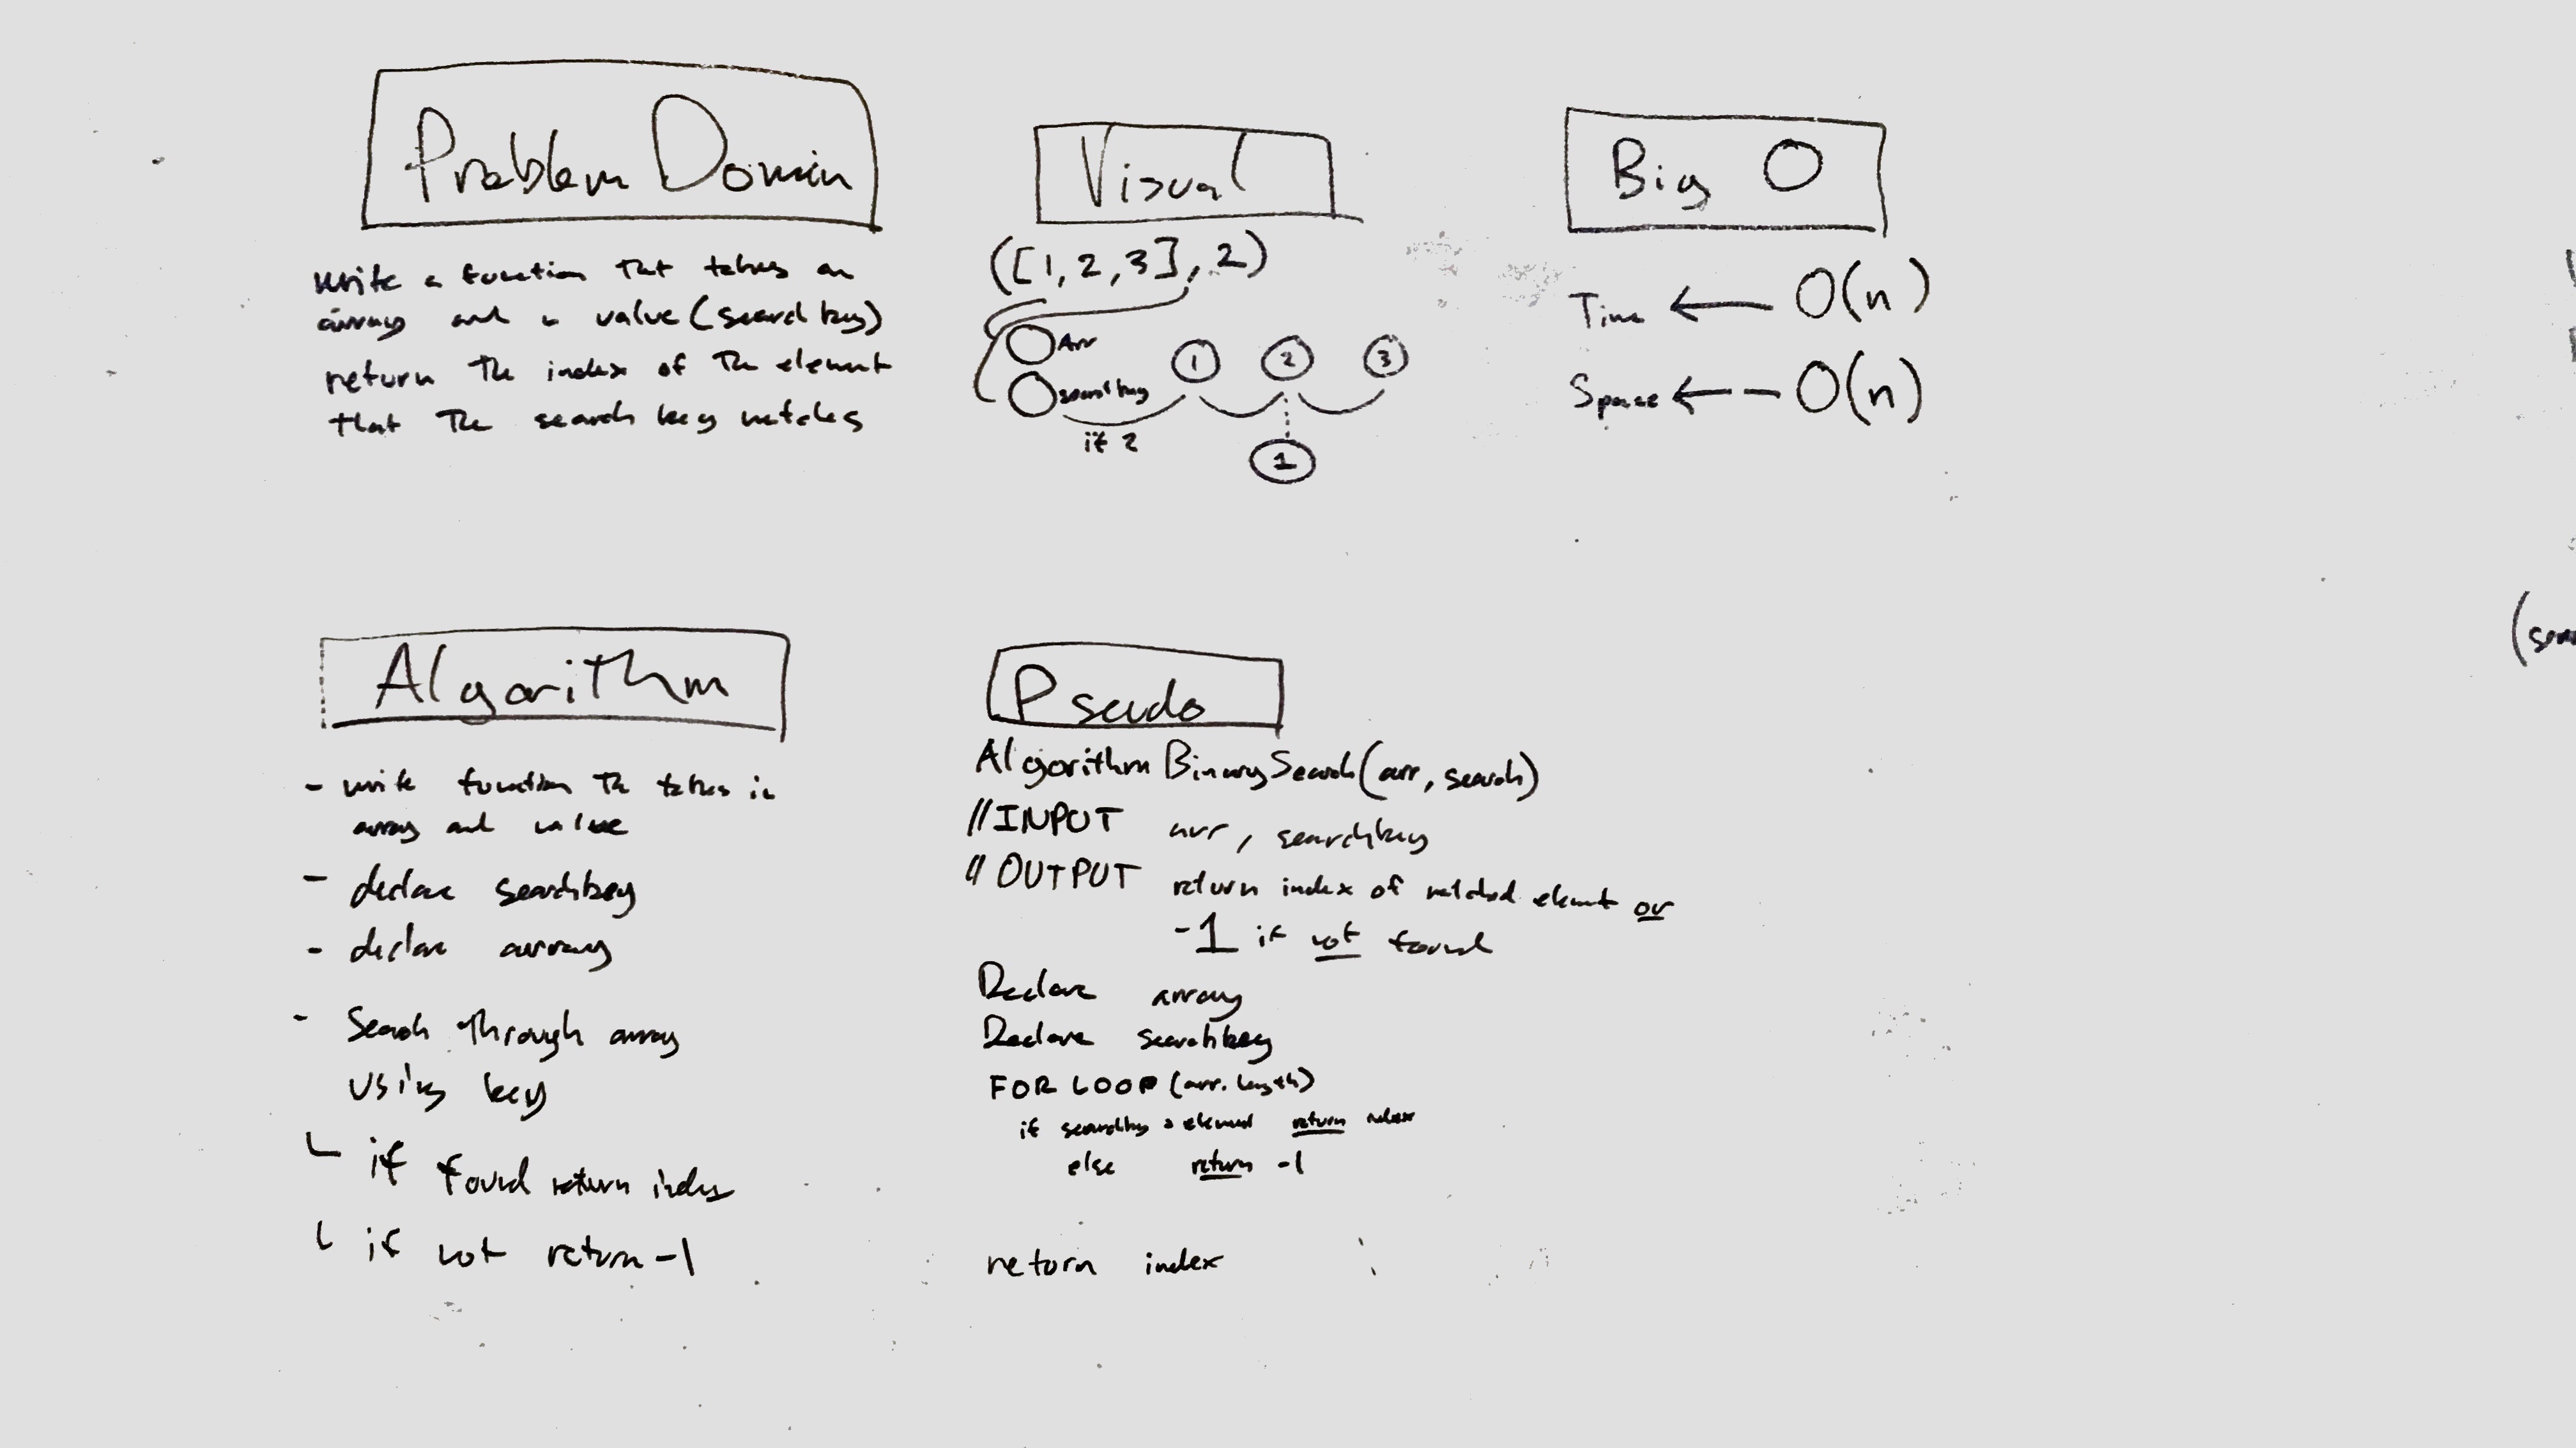 Problem Domain
write a function that takes an
array and a value (search key)
return the index of the element
that the search key matches
Visual
([1,2,3],2)
Arr
searchkey
1 2 3
if 2
1
Big O
Time ← O(n)
Space ← O(n)
Algorithm
- write function the takes in
array and value
- declare searchkey
- declare array
- Search through array
using key
if found return index
if not return -1
Pseudo
Algorithm BinarySearch(arr, search)
// INPUT arr, searchkey
// OUTPUT return index of matched element or
-1 if not found
Declare array
Declare searchkey
FOR LOOP (arr.length)
if searchkey = element return index
else return -1
return index